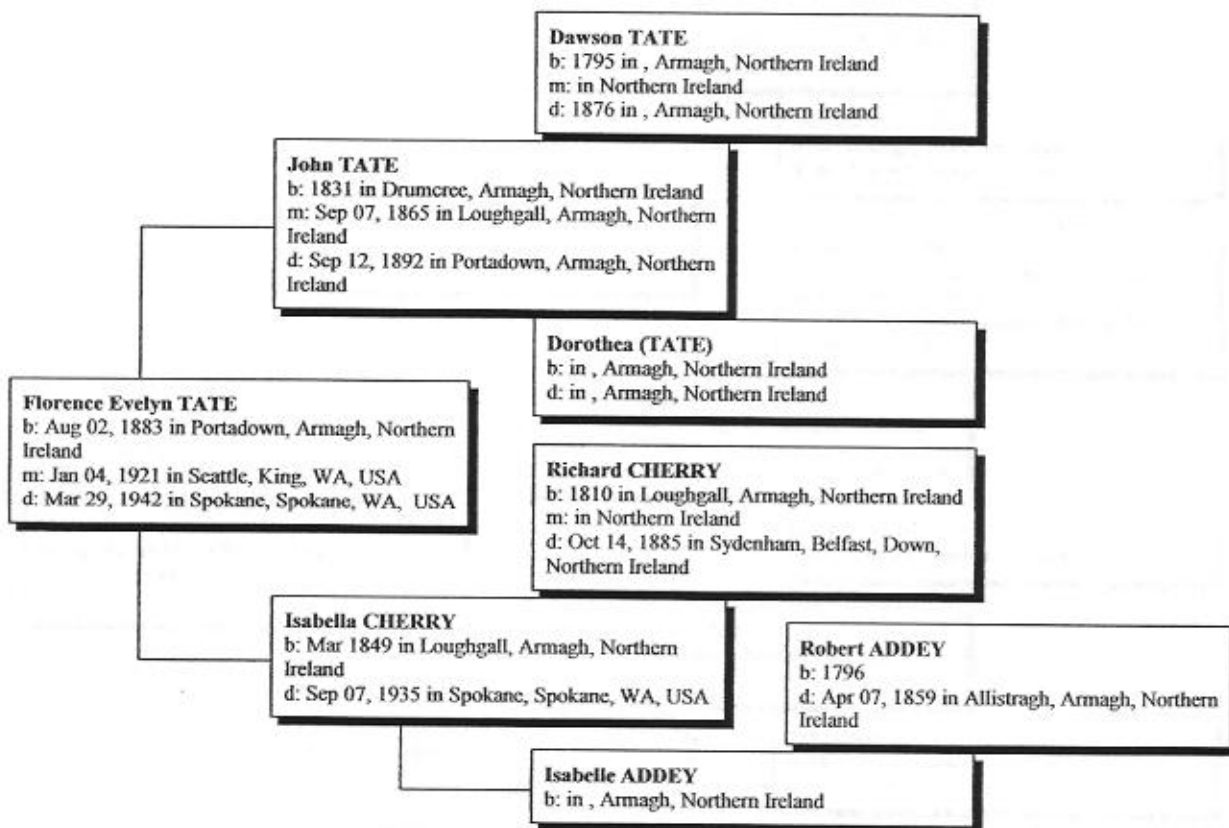 Dawson TATE
b: 1795 in , Armagh, Northern Ireland
m: in Northern Ireland
d: 1876 in , Armagh, Northern Ireland
John TATE
b: 1831 in Drumcree, Armagh, Northern Ireland
m: Sep 07, 1865 in Loughgall, Armagh, Northern
Ireland
d: Sep 12, 1892 in Portadown, Armagh, Northern
Ireland
Dorothea (TATE)
b: in , Armagh, Northern Ireland
d: in , Armagh, Northern Ireland
Florence Evelyn TATE
b: Aug 02, 1883 in Portadown, Armagh, Northern
Ireland
m: Jan 04, 1921 in Seattle, King, WA, USA
d: Mar 29, 1942 in Spokane, Spokane, WA, USA
Richard CHERRY
b: 1810 in Loughgall, Armagh, Northern Ireland
m: in Northern Ireland
d: Oct 14, 1885 in Sydenham, Belfast, Down,
Northern Ireland
Isabella CHERRY
b: Mar 1849 in Loughgall, Armagh, Northern
Ireland
d: Sep 07, 1935 in Spokane, Spokane, WA, USA
Robert ADDEY
b: 1796
d: Apr 07, 1859 in Allistragh, Armagh, Northern
Ireland
Isabelle ADDEY
b: in , Armagh, Northern Ireland